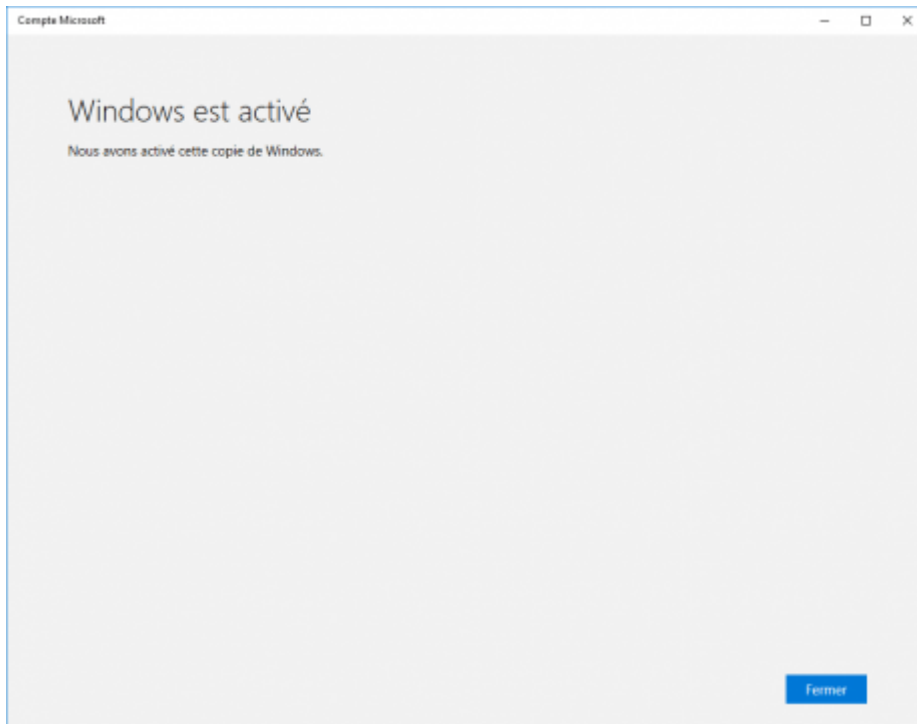 Compte Microsoft
Windows est activé
Nous avons activé cette copie de Windows.
Fermer